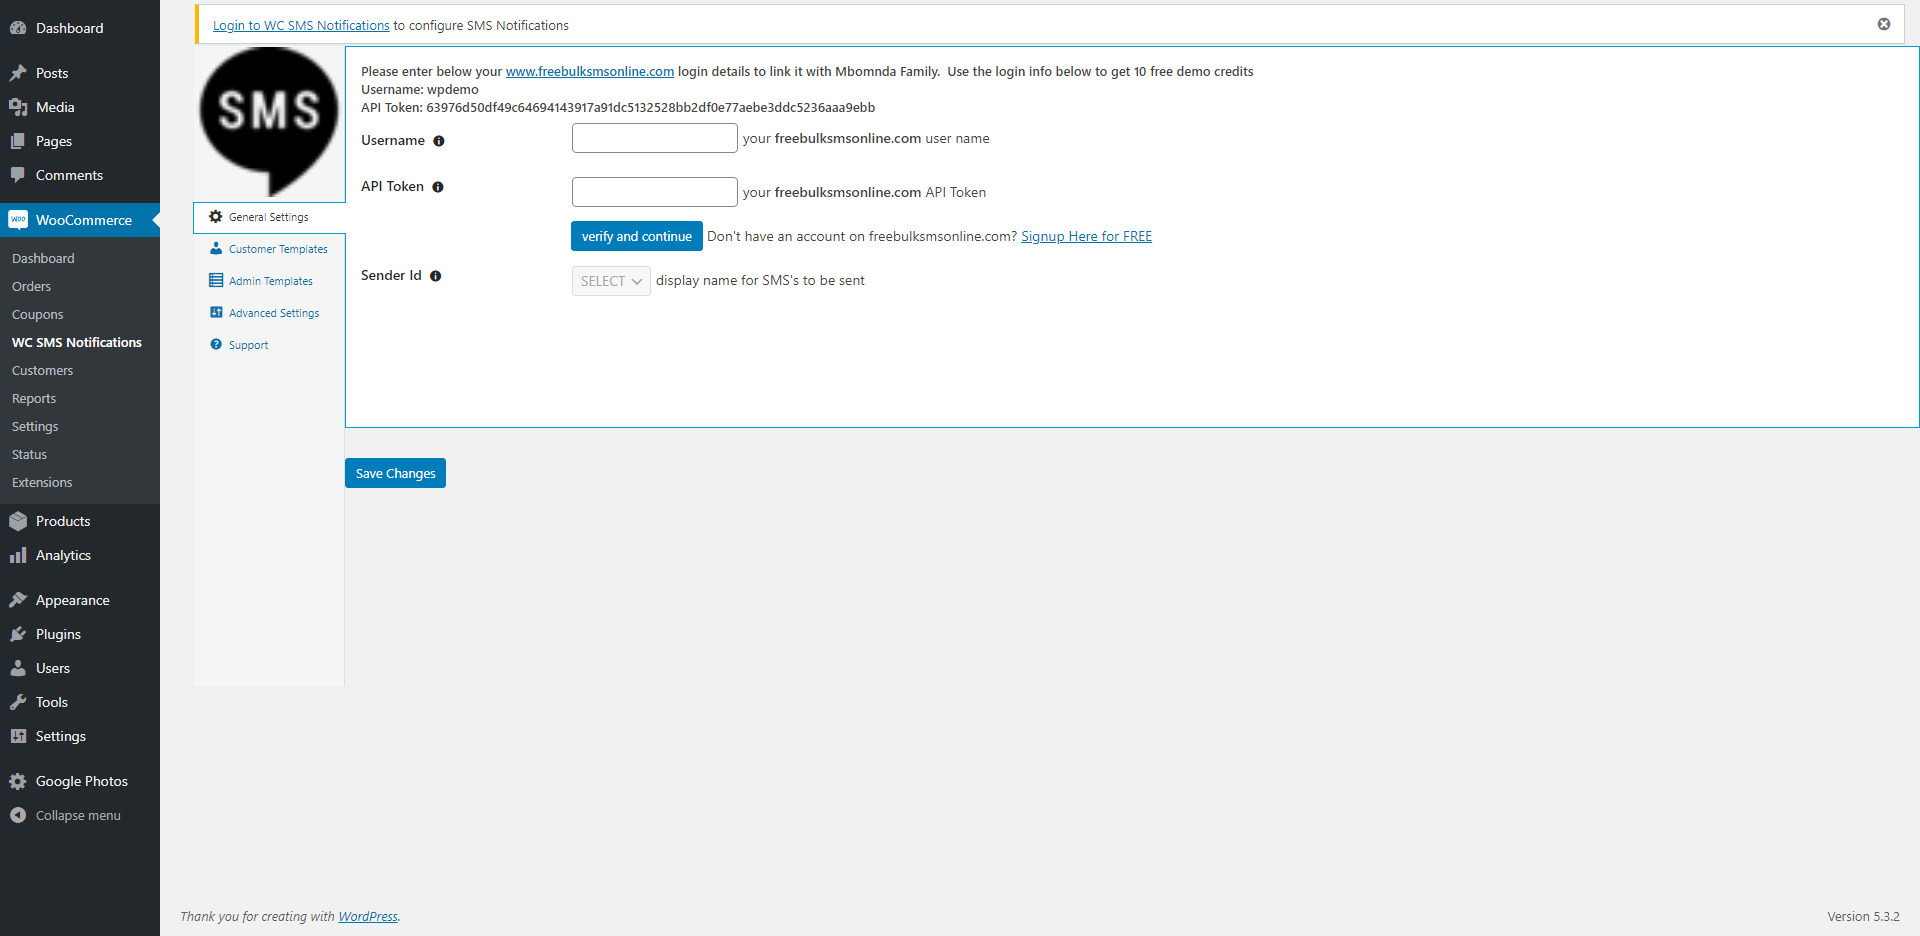 Dashboard
Posts
Media
Pages
Comments
WooCommerce
Dashboard
Orders
Coupons
WC SMS Notifications
Customers
Reports
Settings
Status
Extensions
Products
Analytics
Appearance
Plugins
Users
Tools
Settings
Google Photos
Collapse menu
Login to WC SMS Notifications to configure SMS Notifications
SMS
General Settings
Customer Templates
Admin Templates
Advanced Settings
Support
Please enter below your www.freebulksmsonline.com login details to link it with Mbomnda Family. Use the login info below to get 10 free demo credits
Username: wpdemo
API Token: 63976d50df49c64694143917a91dc5132528bb2df0e77aebe3ddc5236aaa9ebb
Username your freebulksmsonline.com user name
API Token your freebulksmsonline.com API Token
verify and continue Don't have an account on freebulksmsonline.com? Signup Here for FREE
Sender Id SELECT display name for SMS's to be sent
Save Changes
Thank you for creating with WordPress.
Version 5.3.2